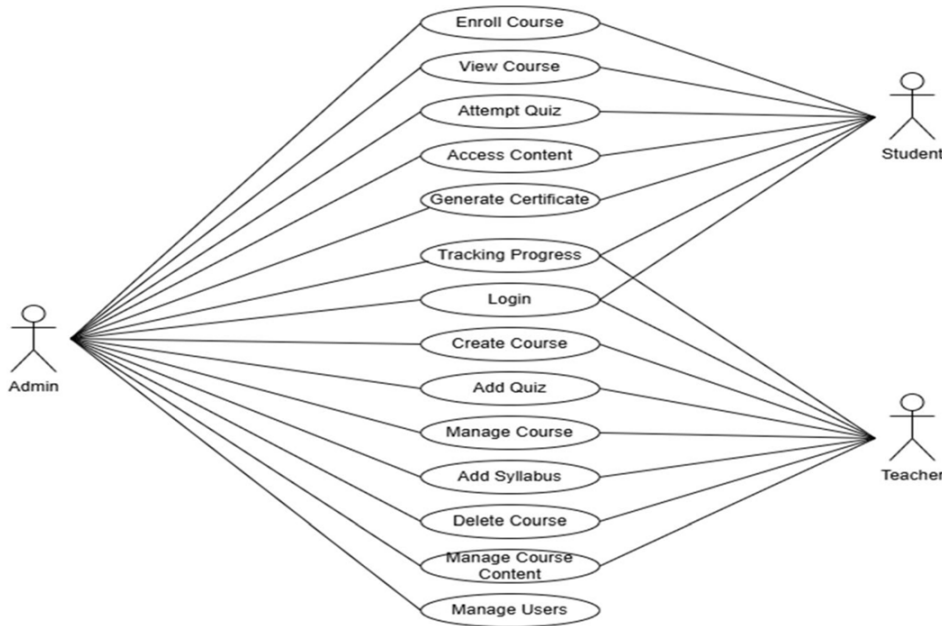 Enroll Course
View Course
Attempt Quiz
Access Content
Student
Generate Certificate
Tracking Progress
Login
Create Course
Admin
Add Quiz
Manage Course
Add Syllabus
Teacher
Delete Course
Manage Course
Content
Manage Users